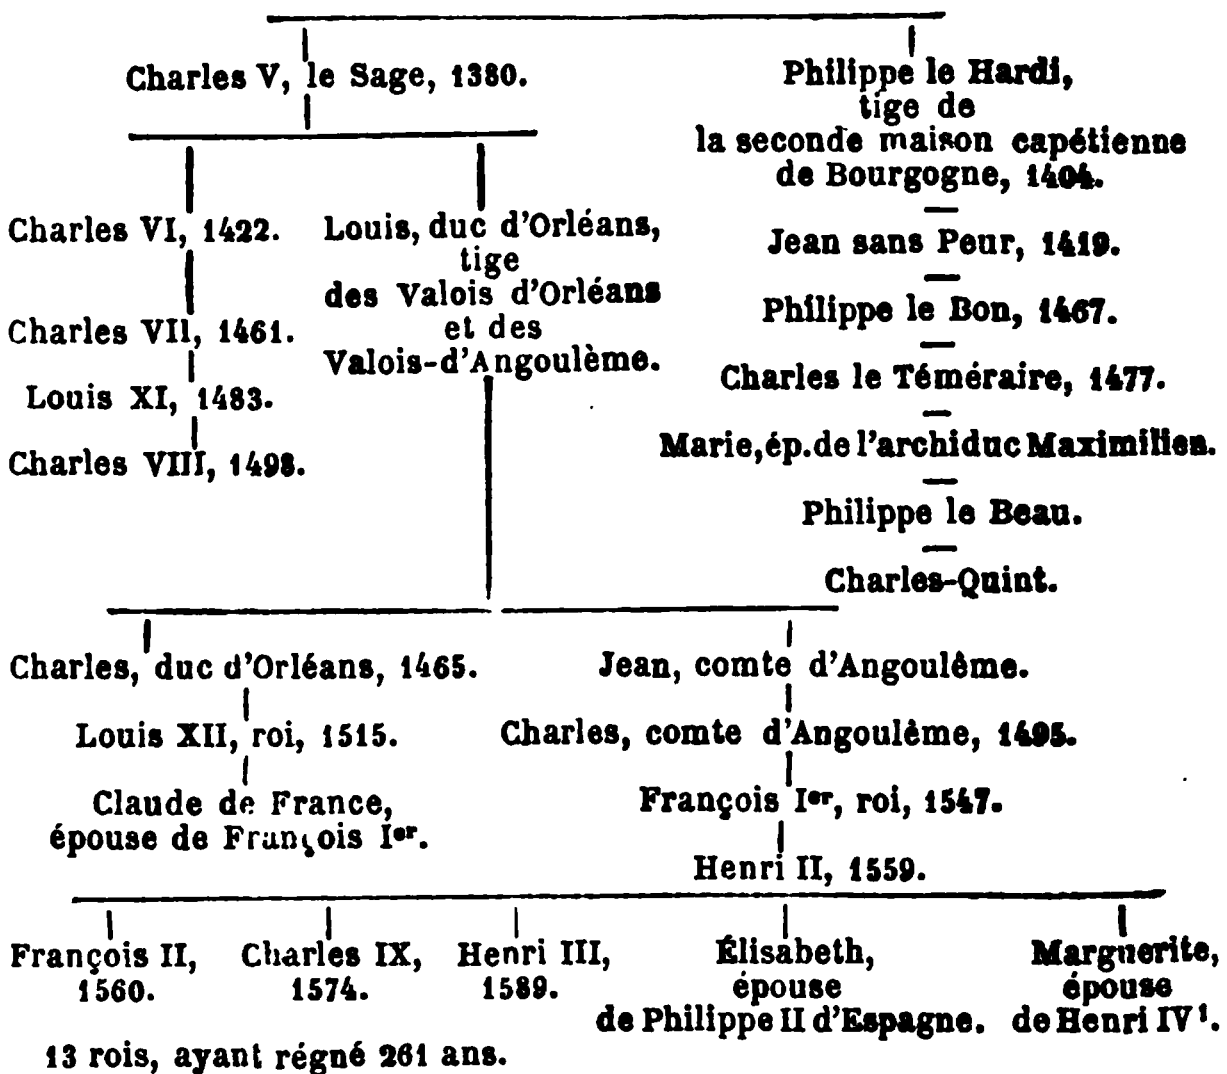 Charles V, le Sage, 1380.
Philippe le Hardi,
tige de
la seconde maison capétienne
de Bourgogne, 1404.
Jean sans Peur, 1419.
Philippe le Bon, 1467.
Charles le Téméraire, 1477.
Marie, ép. de l'archiduc Maximilien.
Philippe le Beau.
Charles-Quint.
Charles VI, 1422.
Charles VII, 1461.
Louis XI, 1483.
Charles VIII, 1498.
Louis, duc d'Orléans,
tige
des Valois d'Orléans
et des
Valois-d'Angoulème.
Charles, duc d'Orléans, 1465.
Louis XII, roi, 1515.
Claude de France,
épouse de François Ier.
Jean, comte d'Angoulême.
Charles, comte d'Angoulême, 1495.
François Ier, roi, 1547.
Henri II, 1559.
François II,
1560.
Charles IX,
1574.
Henri III,
1589.
Élisabeth,
épouse
de Philippe II d'Espagne.
Marguerite,
épouse
de Henri IV¹.
13 rois, ayant régné 261 ans.